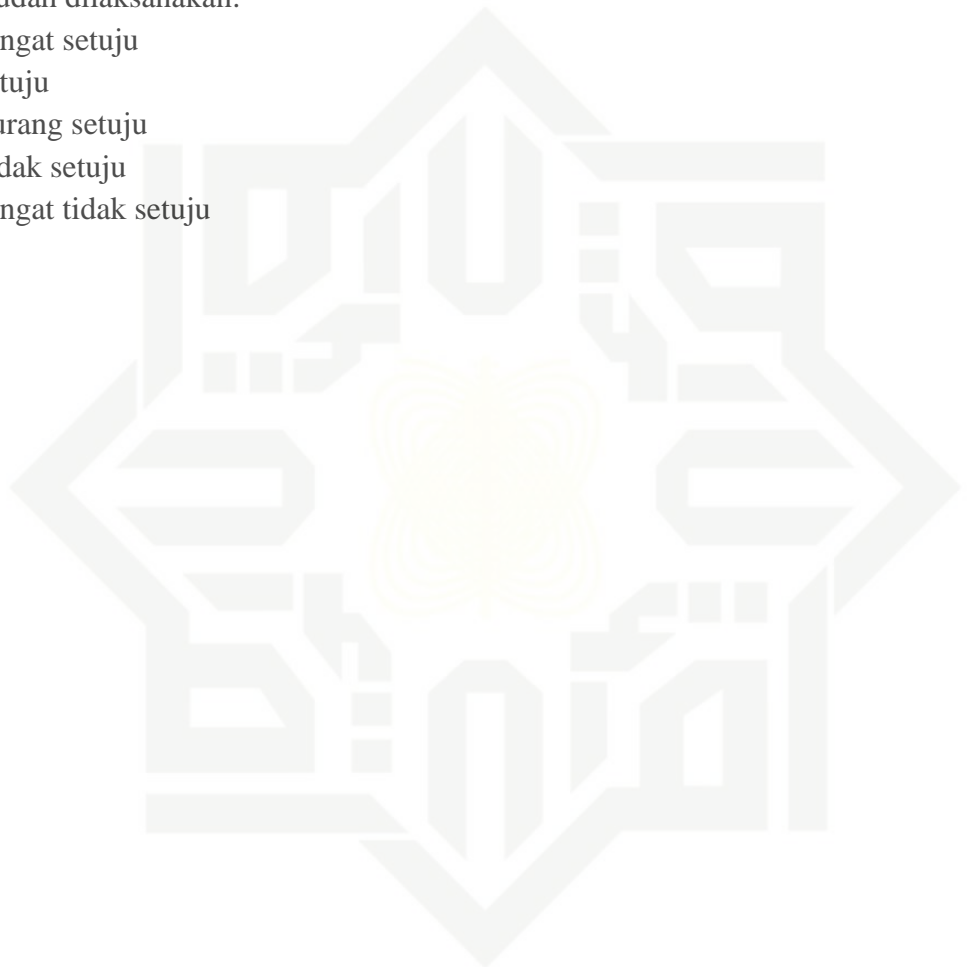 udah dilaksanakan.
ngat setuju
tuju
urang setuju
dak setuju
ngat tidak setuju